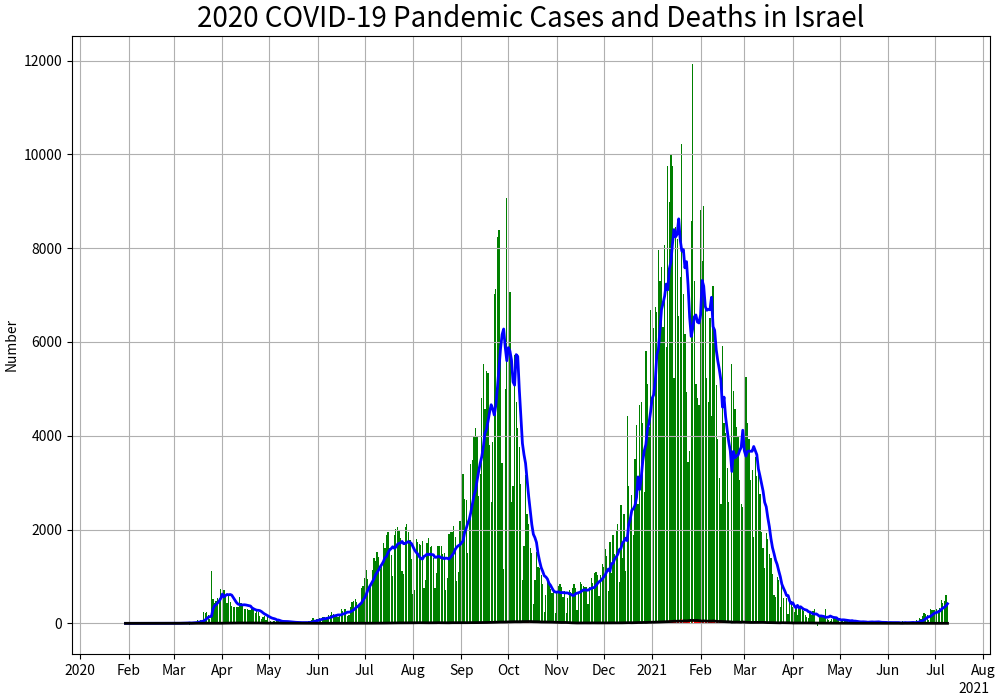 2020 COVID-19 Pandemic Cases and Deaths in Israel
Number
12000
10000
8000
6000
4000
2000
0
2020 Feb Mar Apr May Jun Jul Aug Sep Oct Nov Dec 2021 Feb Mar Apr May Jun Jul Aug
2021